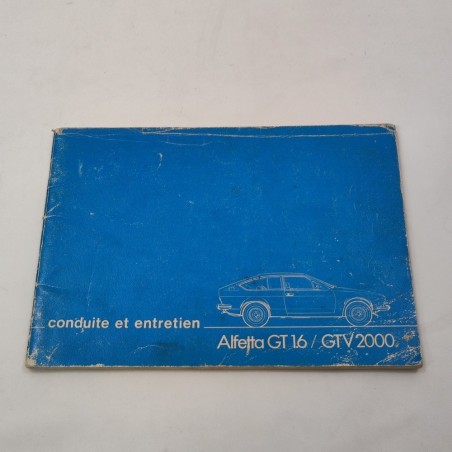 conduite et entretien
Alfetta GT 1.6 / GTV 2000